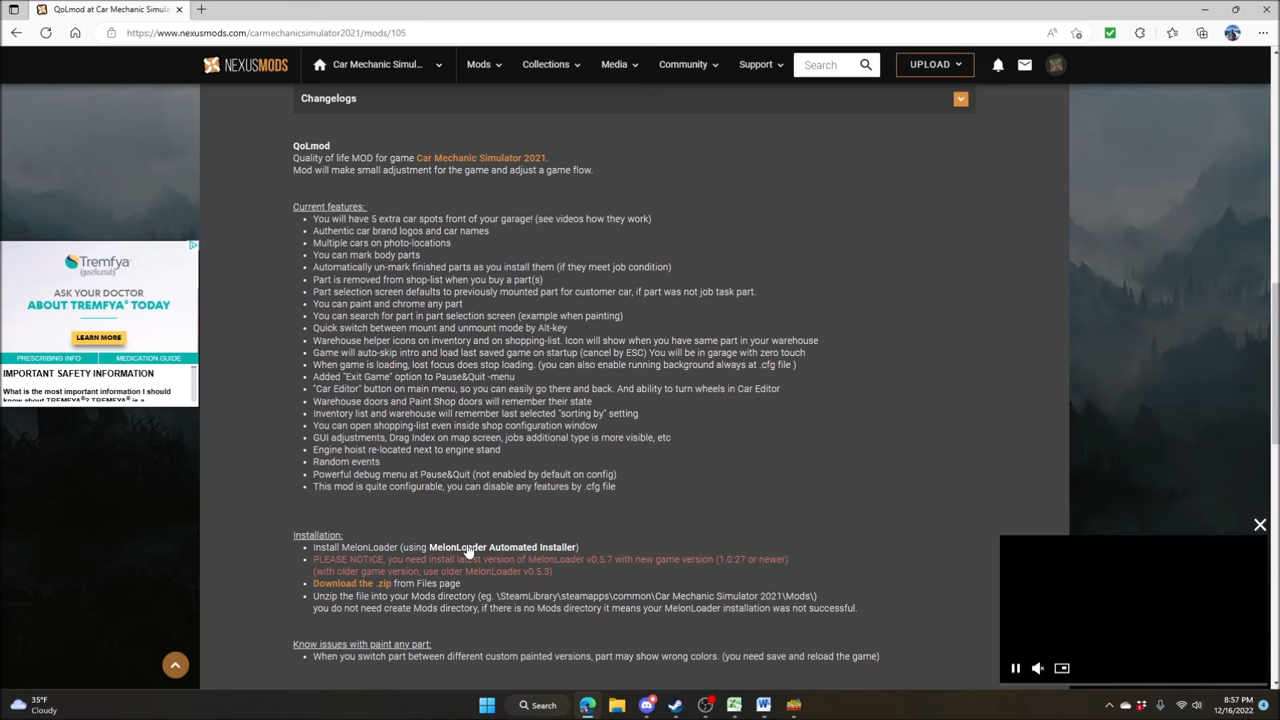 QoLmod at Car Mechanic Simula
https://www.nexusmods.com/carmechanicsimulator2021/mods/105
NEXUSMODS
Car Mechanic Simul...
Mods
Collections
Media
Community
Support
Search
UPLOAD
Changelogs
QoLmod
Quality of life MOD for game Car Mechanic Simulator 2021.
Mod will make small adjustment for the game and adjust a game flow.
Current features:
• You will have 5 extra car spots front of your garage! (see videos how they work)
• Authentic car brand logos and car names
• Multiple cars on photo-locations
• You can mark body parts
• Automatically un-mark finished parts as you install them (if they meet job condition)
• Part is removed from shop-list when you buy a part(s)
• Part selection screen defaults to previously mounted part for customer car, if part was not job task part.
• You can paint and chrome any part
• You can search for part in part selection screen (example when painting)
• Quick switch between mount and unmount mode by Alt-key
• Warehouse helper icons on inventory and on shopping-list. Icon will show when you have same part in your warehouse
• Game will auto-skip intro and load last saved game on startup (cancel by ESC) You will be in garage with zero touch
• When game is loading, lost focus does stop loading. (you can also enable running background always at .cfg file )
• Added "Exit Game" option to Pause&Quit -menu
• "Car Editor" button on main menu, so you can easily go there and back. And ability to turn wheels in Car Editor
• Warehouse doors and Paint Shop doors will remember their state
• Inventory list and warehouse will remember last selected "sorting by" setting
• You can open shopping-list even inside shop configuration window
• GUI adjustments, Drag Index on map screen, jobs additional type is more visible, etc
• Engine hoist re-located next to engine stand
• Random events
• Powerful debug menu at Pause&Quit (not enabled by default on config)
• This mod is quite configurable, you can disable any features by .cfg file
Installation:
• Install MelonLoader (using MelonLoader Automated Installer)
• PLEASE NOTICE, you need install latest version of MelonLoader v0.5.7 with new game version (1.0.27 or newer)
(with older game version, use older MelonLoader v0.5.3)
• Download the .zip from Files page
• Unzip the file into your Mods directory (eg. \SteamLibrary\steamapps\common\Car Mechanic Simulator 2021\Mods\)
you do not need create Mods directory, if there is no Mods directory it means your MelonLoader installation was not successful.
Know issues with paint any part:
• When you switch part between different custom painted versions, part may show wrong colors. (you need save and reload the game)
Tremfya
(guselkumab)
ASK YOUR DOCTOR
ABOUT TREMFYA® TODAY
LEARN MORE
PRESCRIBING INFO
MEDICATION GUIDE
IMPORTANT SAFETY INFORMATION
What is the most important information I should
know about TREMFYA®? TREMFYA® is a
35°F
Cloudy
Search
8:57 PM
12/16/2022